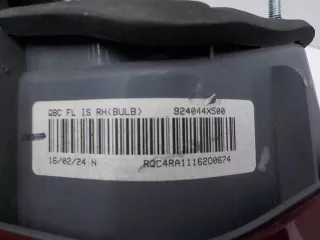 QBC FL IS RH(BULB) 924044X500
16/02/24 N RQC4RA1116200674